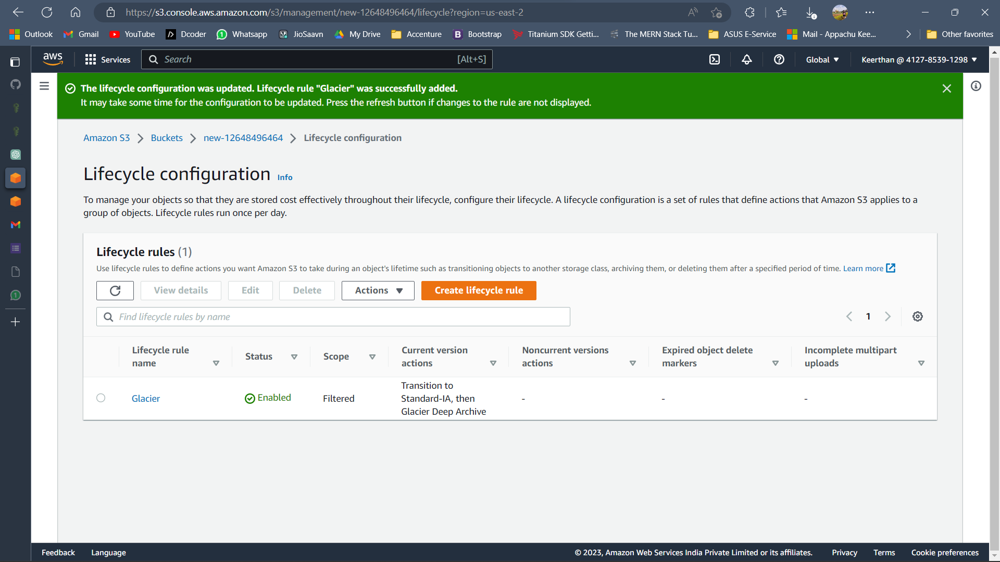 https://s3.console.aws.amazon.com/s3/management/new-12648496464/lifecycle?region=us-east-2
Outlook Gmail YouTube Dcoder Whatsapp JioSaavn My Drive Accenture Bootstrap Titanium SDK Getti... The MERN Stack Tu... ASUS E-Service Mail - Appachu Kee... Other favorites
aws Services Search [Alt+S] Global Keerthan @ 4127-8539-1298
The lifecycle configuration was updated. Lifecycle rule "Glacier" was successfully added.
It may take some time for the configuration to be updated. Press the refresh button if changes to the rule are not displayed.
Amazon S3 Buckets new-12648496464 Lifecycle configuration
Lifecycle configuration Info
To manage your objects so that they are stored cost effectively throughout their lifecycle, configure their lifecycle. A lifecycle configuration is a set of rules that define actions that Amazon S3 applies to a
group of objects. Lifecycle rules run once per day.
Lifecycle rules (1)
Use lifecycle rules to define actions you want Amazon S3 to take during an object's lifetime such as transitioning objects to another storage class, archiving them, or deleting them after a specified period of time. Learn more
View details Edit Delete Actions Create lifecycle rule
Find lifecycle rules by name 1
Lifecycle rule
name
Status
Scope
Current version
actions
Noncurrent versions
actions
Expired object delete
markers
Incomplete multipart
uploads
Glacier
Enabled
Filtered
Transition to
Standard-IA, then
Glacier Deep Archive
-
-
-
Feedback Language © 2023, Amazon Web Services India Private Limited or its affiliates. Privacy Terms Cookie preferences